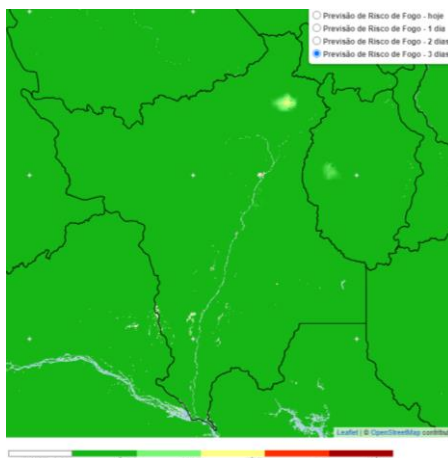 Previsão de Risco de Fogo - hoje
Previsão de Risco de Fogo - 1 dia
Previsão de Risco de Fogo - 2 dias
Previsão de Risco de Fogo - 3 dias
Leaflet | © OpenStreetMap contribu